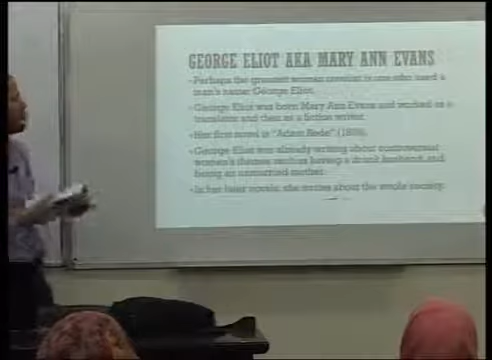 GEORGE ELIOT AKA MARY ANN EVANS
Perhaps the greatest woman novelist is one who used a
man's name: George Eliot.
George Eliot was born Mary Ann Evans and worked as a
translator and then as a fiction writer.
Her first novel is "Adam Bede" (1859).
George Eliot was already writing about controversial
women's themes such as having a drunk husband, and
being an unmarried mother.
In her later novels, she writes about the whole society.